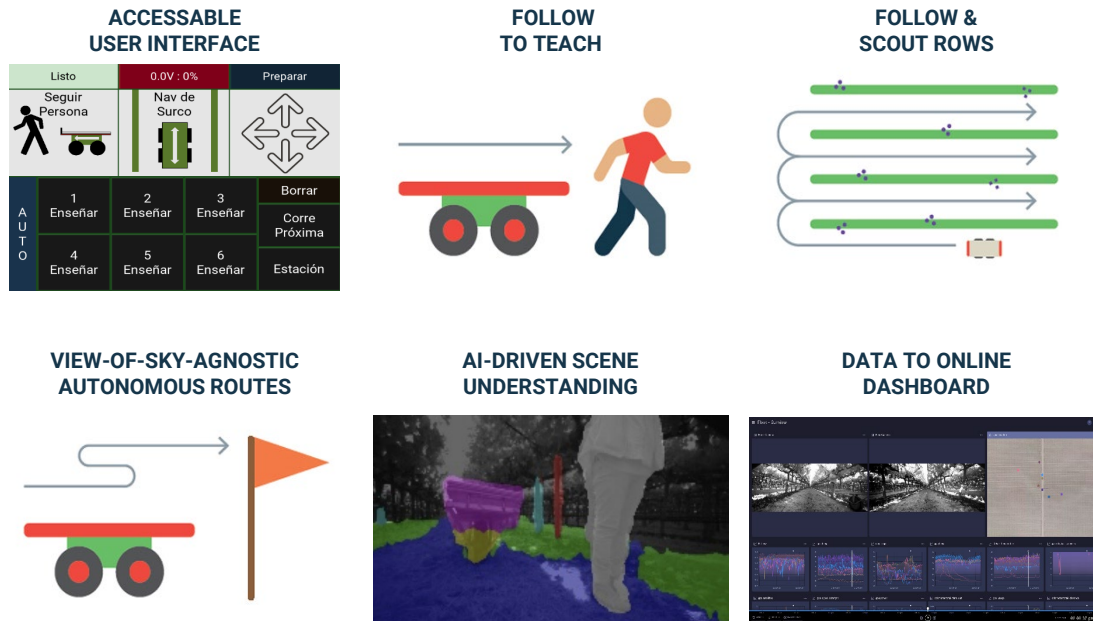 ACCESSABLE
USER INTERFACE
FOLLOW
TO TEACH
FOLLOW &
SCOUT ROWS
Listo
0.0V : 0%
Preparar
Seguir
Persona
Nav de
Surco
AUTO
1
Enseñar
2
Enseñar
3
Enseñar
Borrar
Corre
Próxima
4
Enseñar
5
Enseñar
6
Enseñar
Estación
VIEW-OF-SKY-AGNOSTIC
AUTONOMOUS ROUTES
AI-DRIVEN SCENE
UNDERSTANDING
DATA TO ONLINE
DASHBOARD